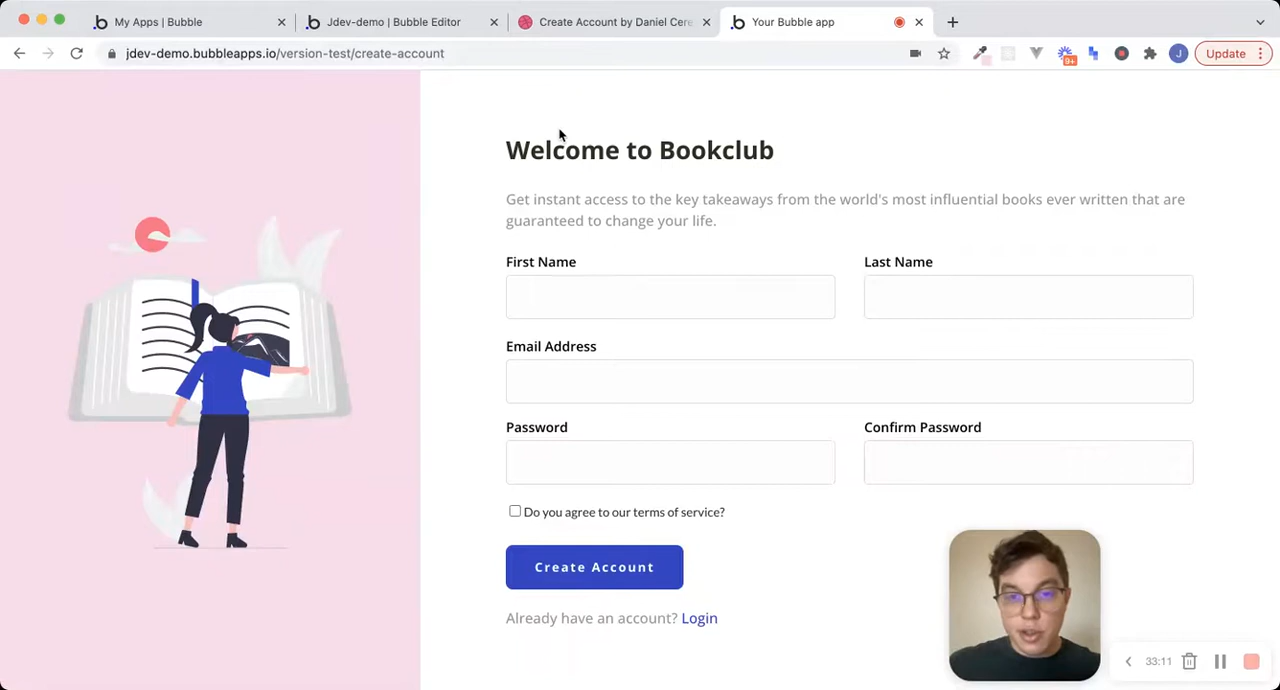 My Apps | Bubble
Jdev-demo | Bubble Editor
Create Account by Daniel Cere
Your Bubble app
jdev-demo.bubbleapps.io/version-test/create-account
9+
J
Update
Welcome to Bookclub
Get instant access to the key takeaways from the world's most influential books ever written that are
guaranteed to change your life.
First Name
Last Name
Email Address
Password
Confirm Password
Do you agree to our terms of service?
Create Account
Already have an account? Login
33:11